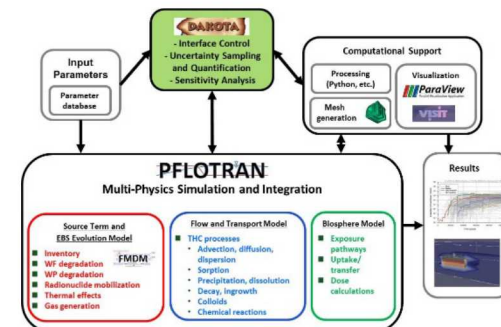 DAKOTA
- Interface Control
- Uncertainty Sampling
and Quantification
- Sensitivity Analysis
Input
Parameters
Parameter
database
Computational Support
Processing
(Python, etc.)
Mesh
generation
Visualization
ParaView
VISIT
PFLOTRAN
Multi-Physics Simulation and Integration
Source Term and
EBS Evolution Model
Inventory
WF degradation
WP degradation
Radionuclide mobilization
Thermal effects
Gas generation
FMDM
Flow and Transport Model
THC processes
Advection, diffusion,
dispersion
Sorption
Precipitation, dissolution
Decay, ingrowth
Colloids
Chemical reactions
Biosphere Model
Exposure
pathways
Uptake/
transfer
Dose
calculations
Results